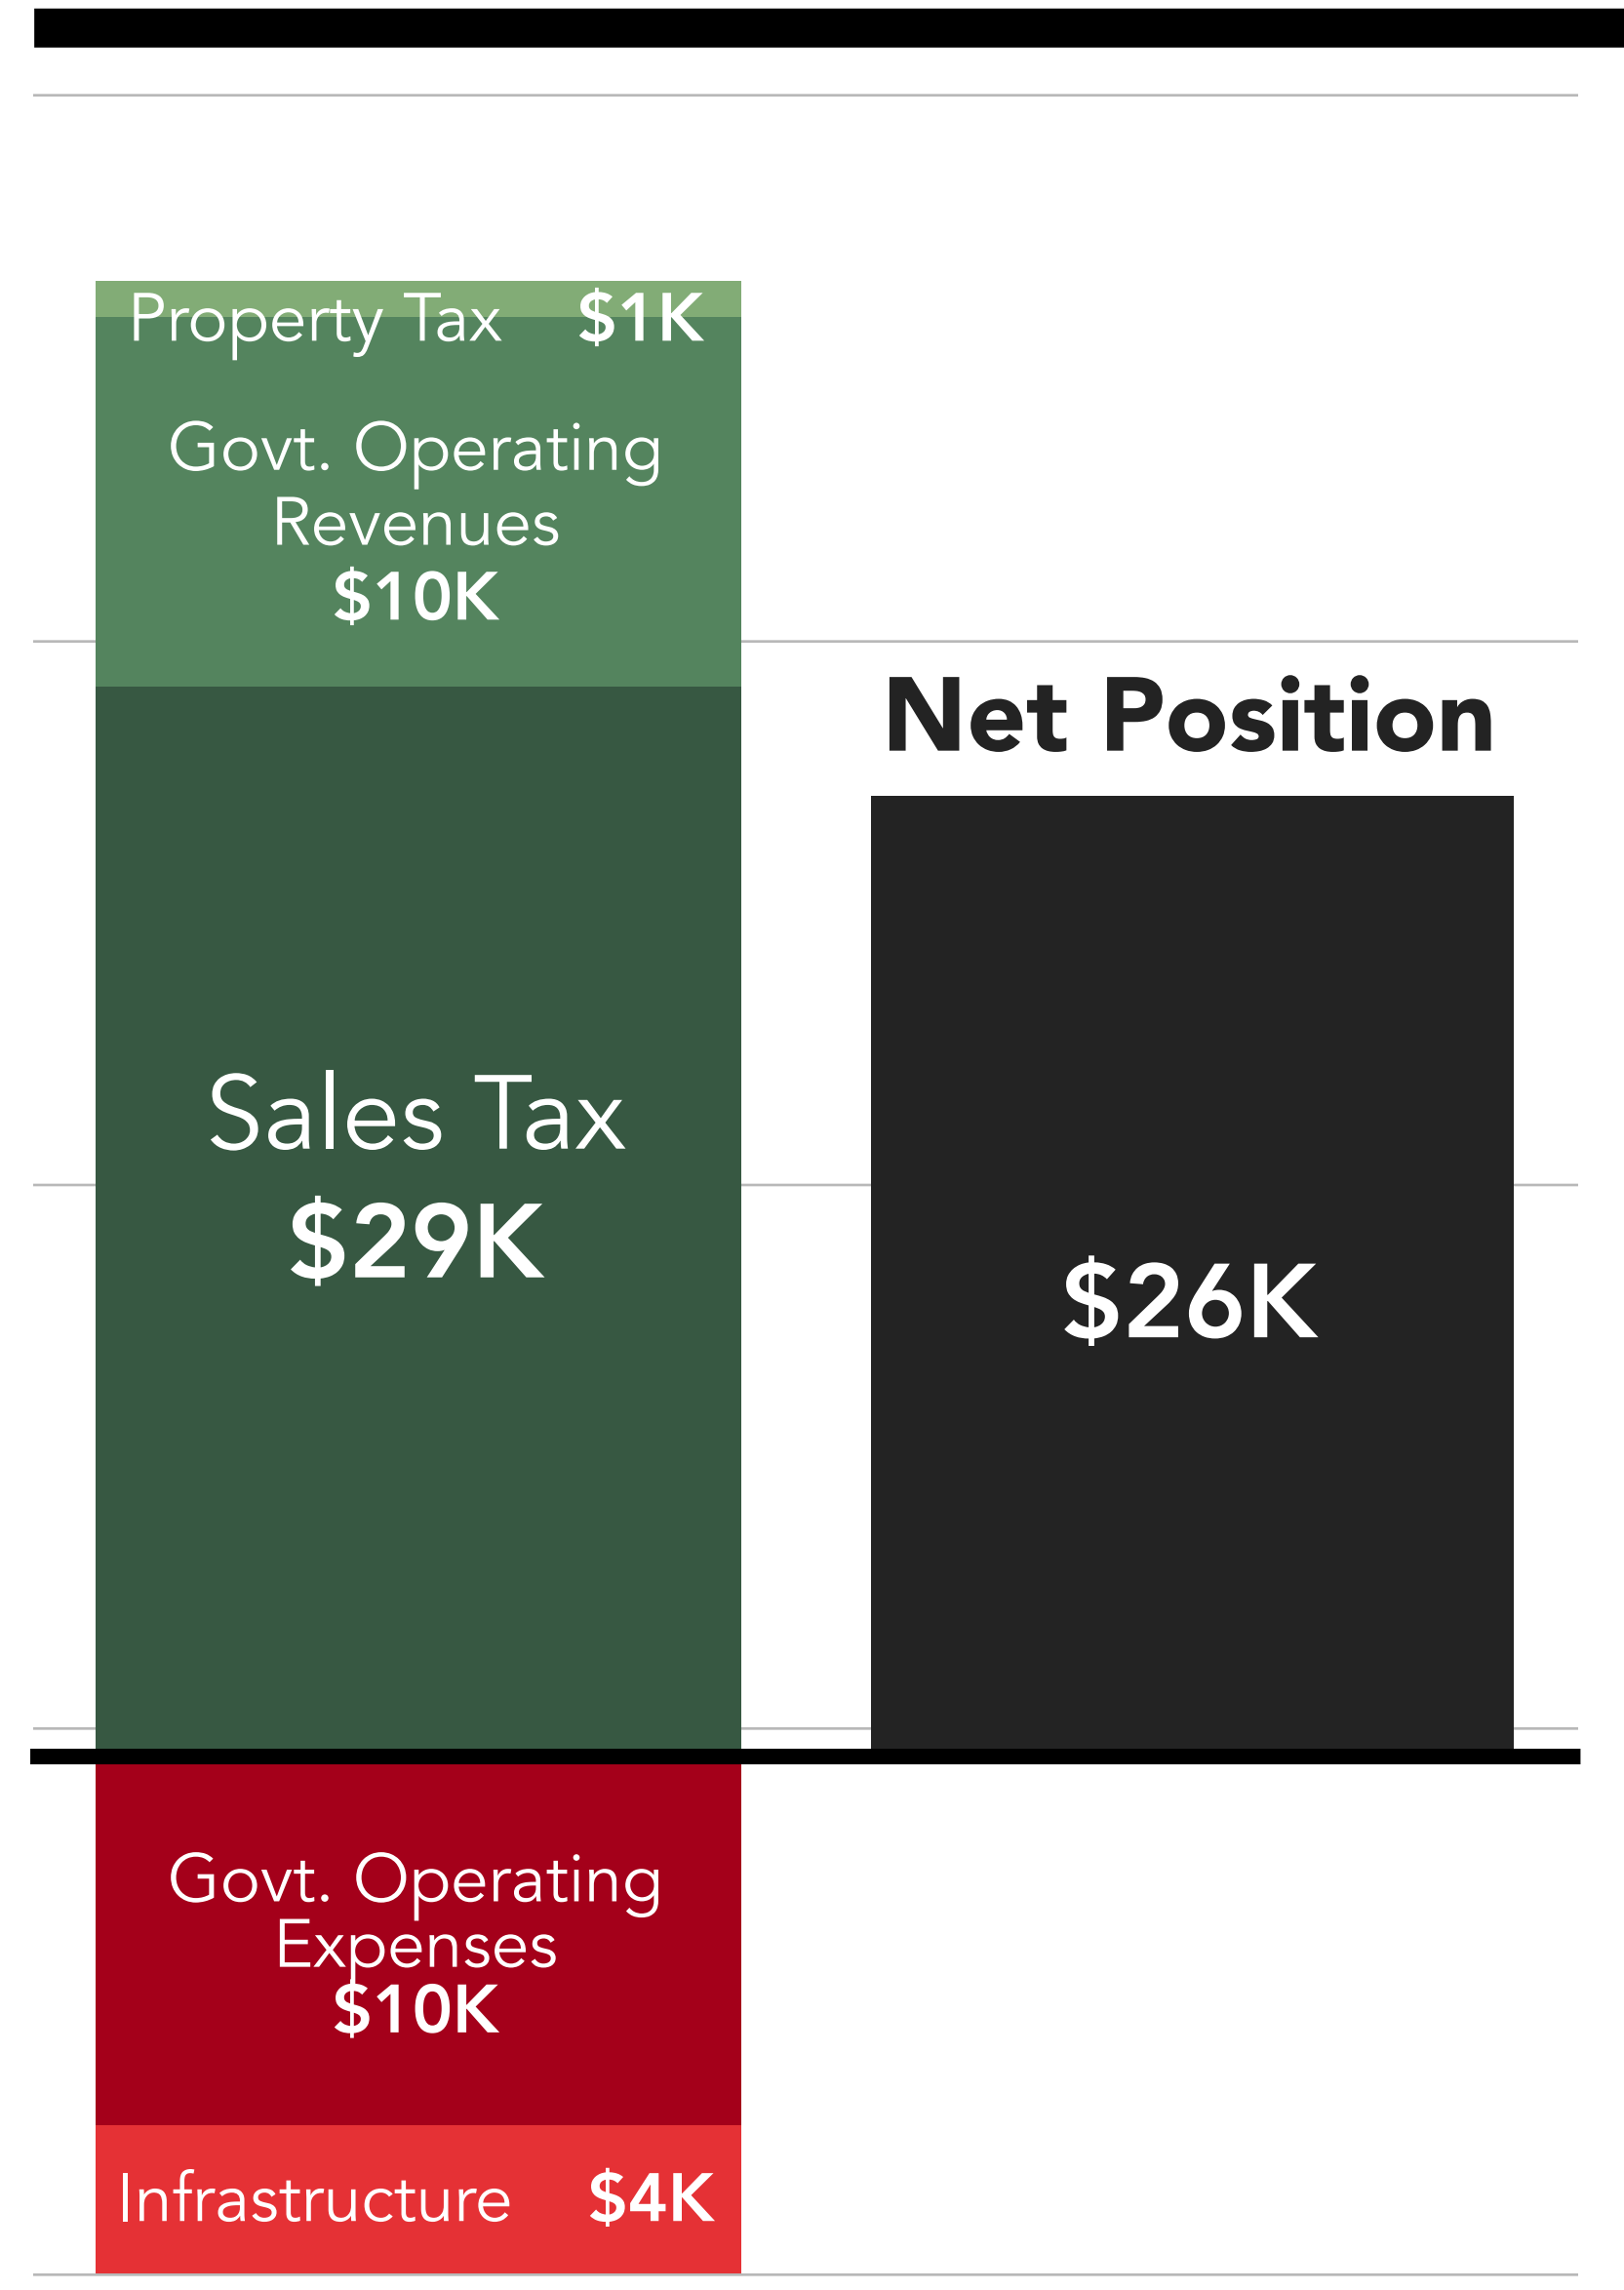 Property Tax $1K
Govt. Operating
Revenues
$10K
Net Position
Sales Tax
$29K
$26K
Govt. Operating
Expenses
$10K
Infrastructure $4K